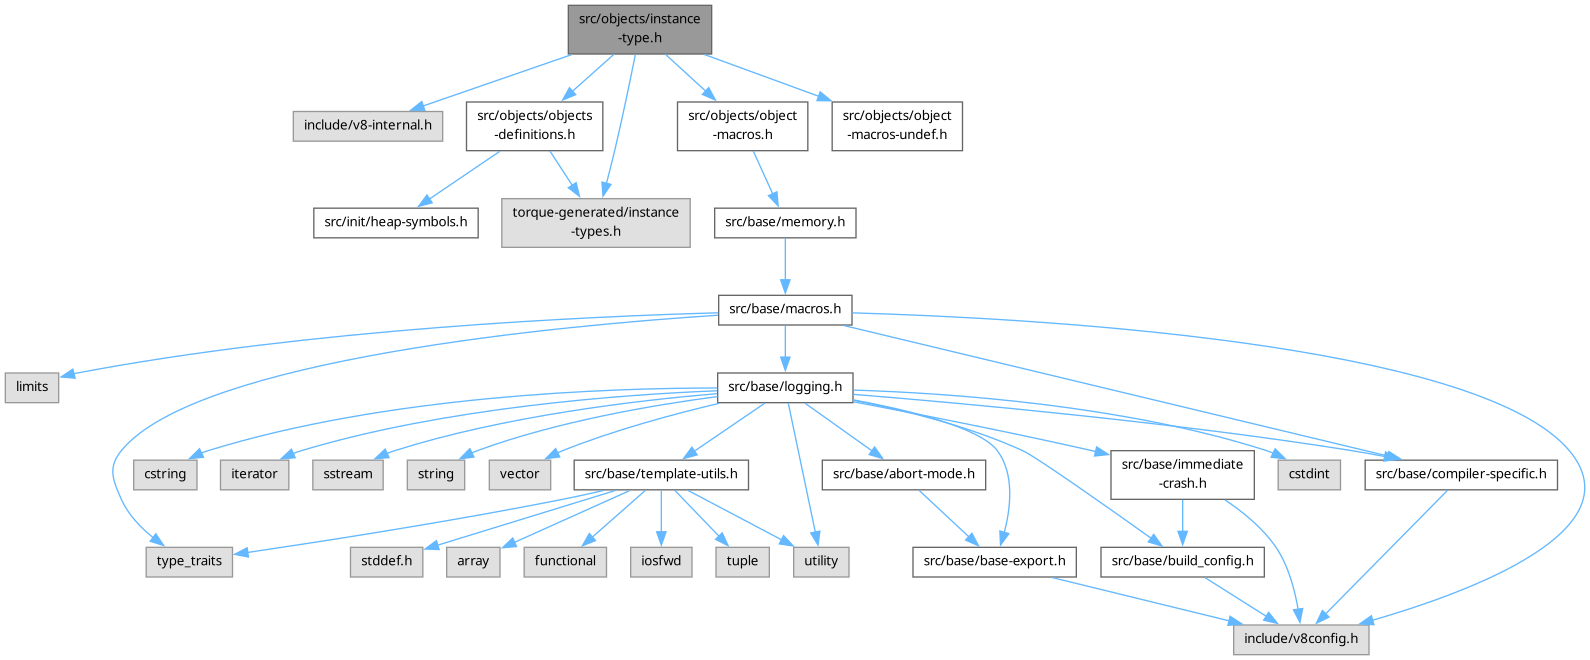 src/objects/instance
-type.h
include/v8-internal.h
src/objects/objects
-definitions.h
src/objects/object
-macros.h
src/objects/object
-macros-undef.h
src/init/heap-symbols.h
torque-generated/instance
-types.h
src/base/memory.h
src/base/macros.h
limits
src/base/logging.h
cstring
iterator
sstream
string
vector
src/base/template-utils.h
src/base/abort-mode.h
src/base/immediate
-crash.h
cstdint
src/base/compiler-specific.h
type_traits
stddef.h
array
functional
iosfwd
tuple
utility
src/base/base-export.h
src/base/build_config.h
include/v8config.h